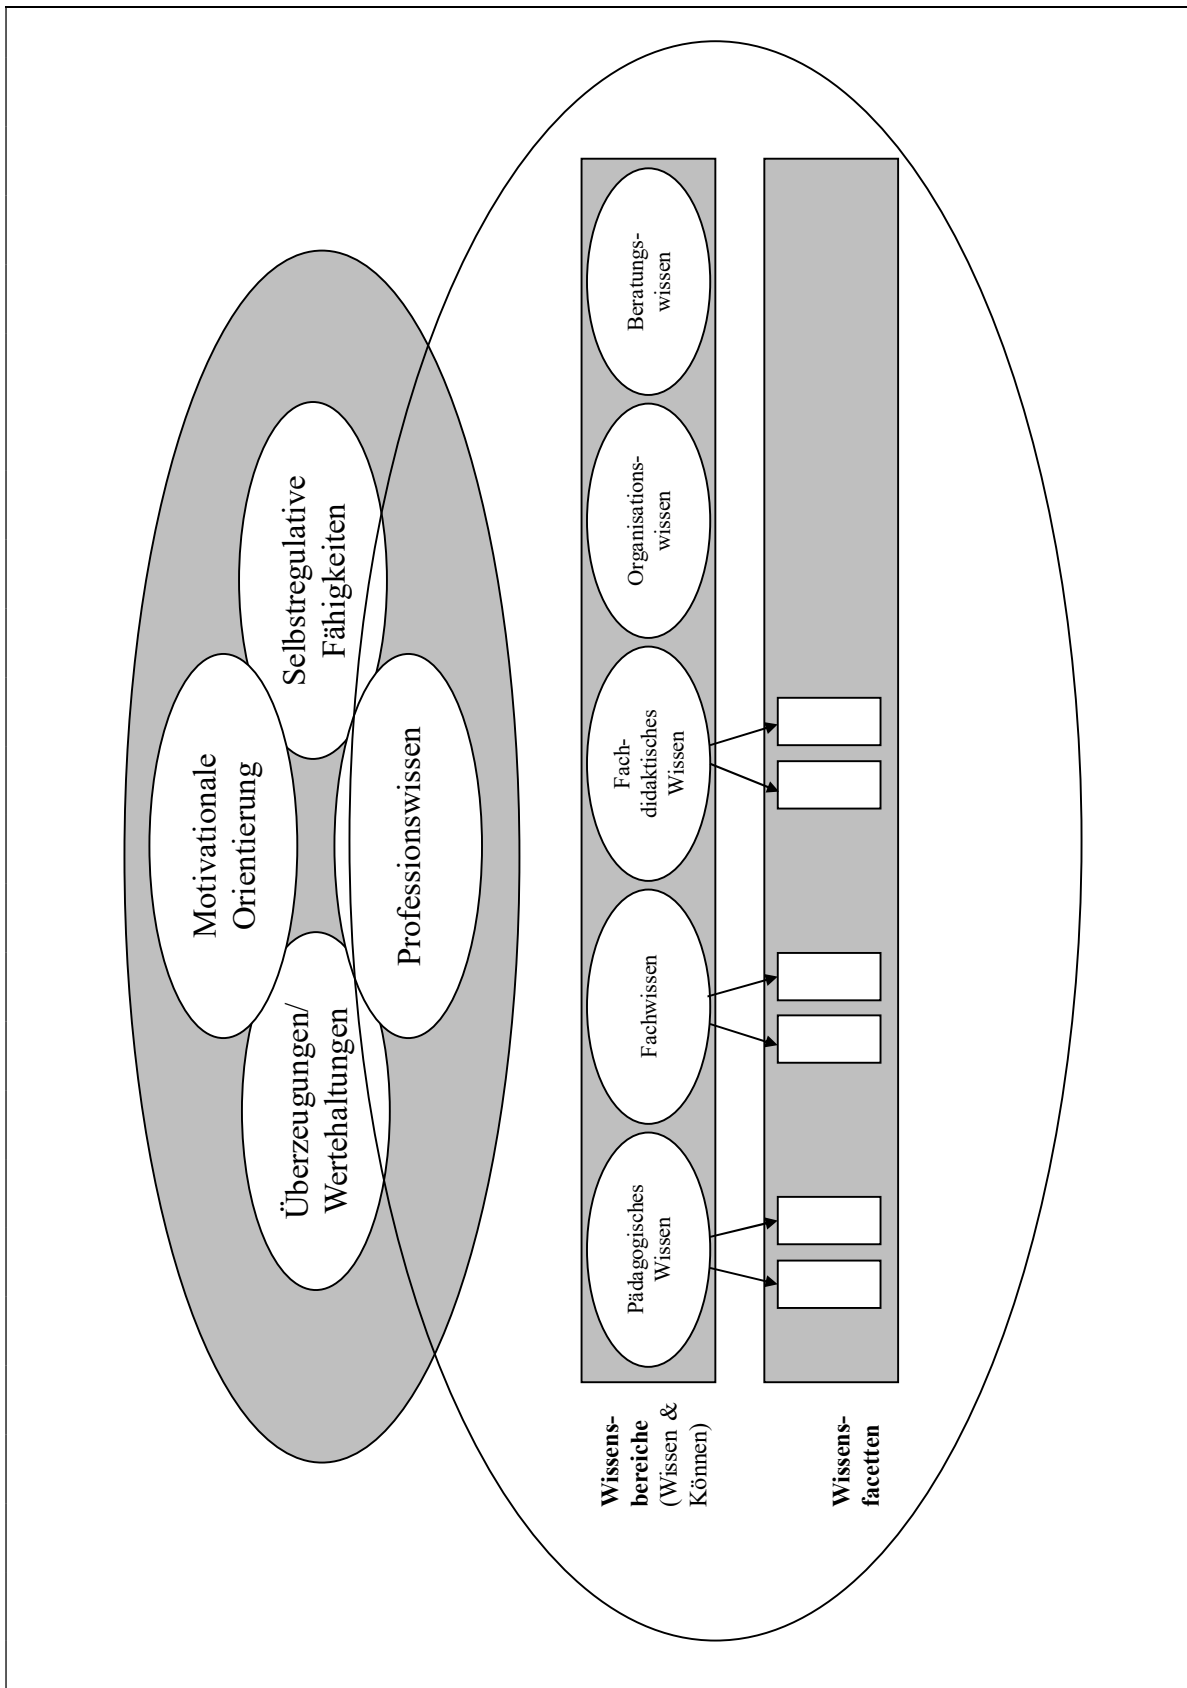 Motivationale
Orientierung
Überzeugungen/
Wertehaltungen
Selbstregulative
Fähigkeiten
Professionswissen
Wissens-
bereiche
(Wissen &
Können)
Pädagogisches
Wissen
Fachwissen
Fach-
didaktisches
Wissen
Organisations-
wissen
Beratungs-
wissen
Wissens-
facetten